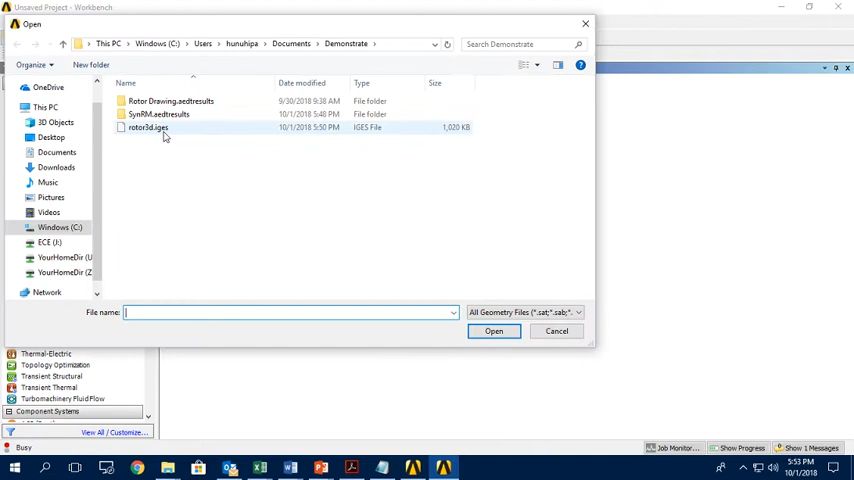 Unsaved Project - Workbench
Open
This PC > Windows (C:) > Users > hunuhipa > Documents > Demonstrate >
Search Demonstrate
Organize
New folder
Name
Date modified
Type
Size
OneDrive
This PC
3D Objects
Desktop
Documents
Downloads
Music
Pictures
Videos
Windows (C:)
ECE (J:)
YourHomeDir (U
YourHomeDir (Z
Network
Rotor Drawing.aedtresults 9/30/2018 9:38 AM File folder
SynRM.aedtresults 10/1/2018 5:48 PM File folder
rotor3d.iges 10/1/2018 5:50 PM IGES File 1,020 KB
File name:
All Geometry Files (*.sat;*.sab;*.
Open
Cancel
Thermal-Electric
Topology Optimization
Transient Structural
Transient Thermal
Turbomachinery Fluid Flow
Component Systems
View All / Customize...
Busy
Job Monitor...
Show Progress
Show 1 Messages
5:53 PM
10/1/2018